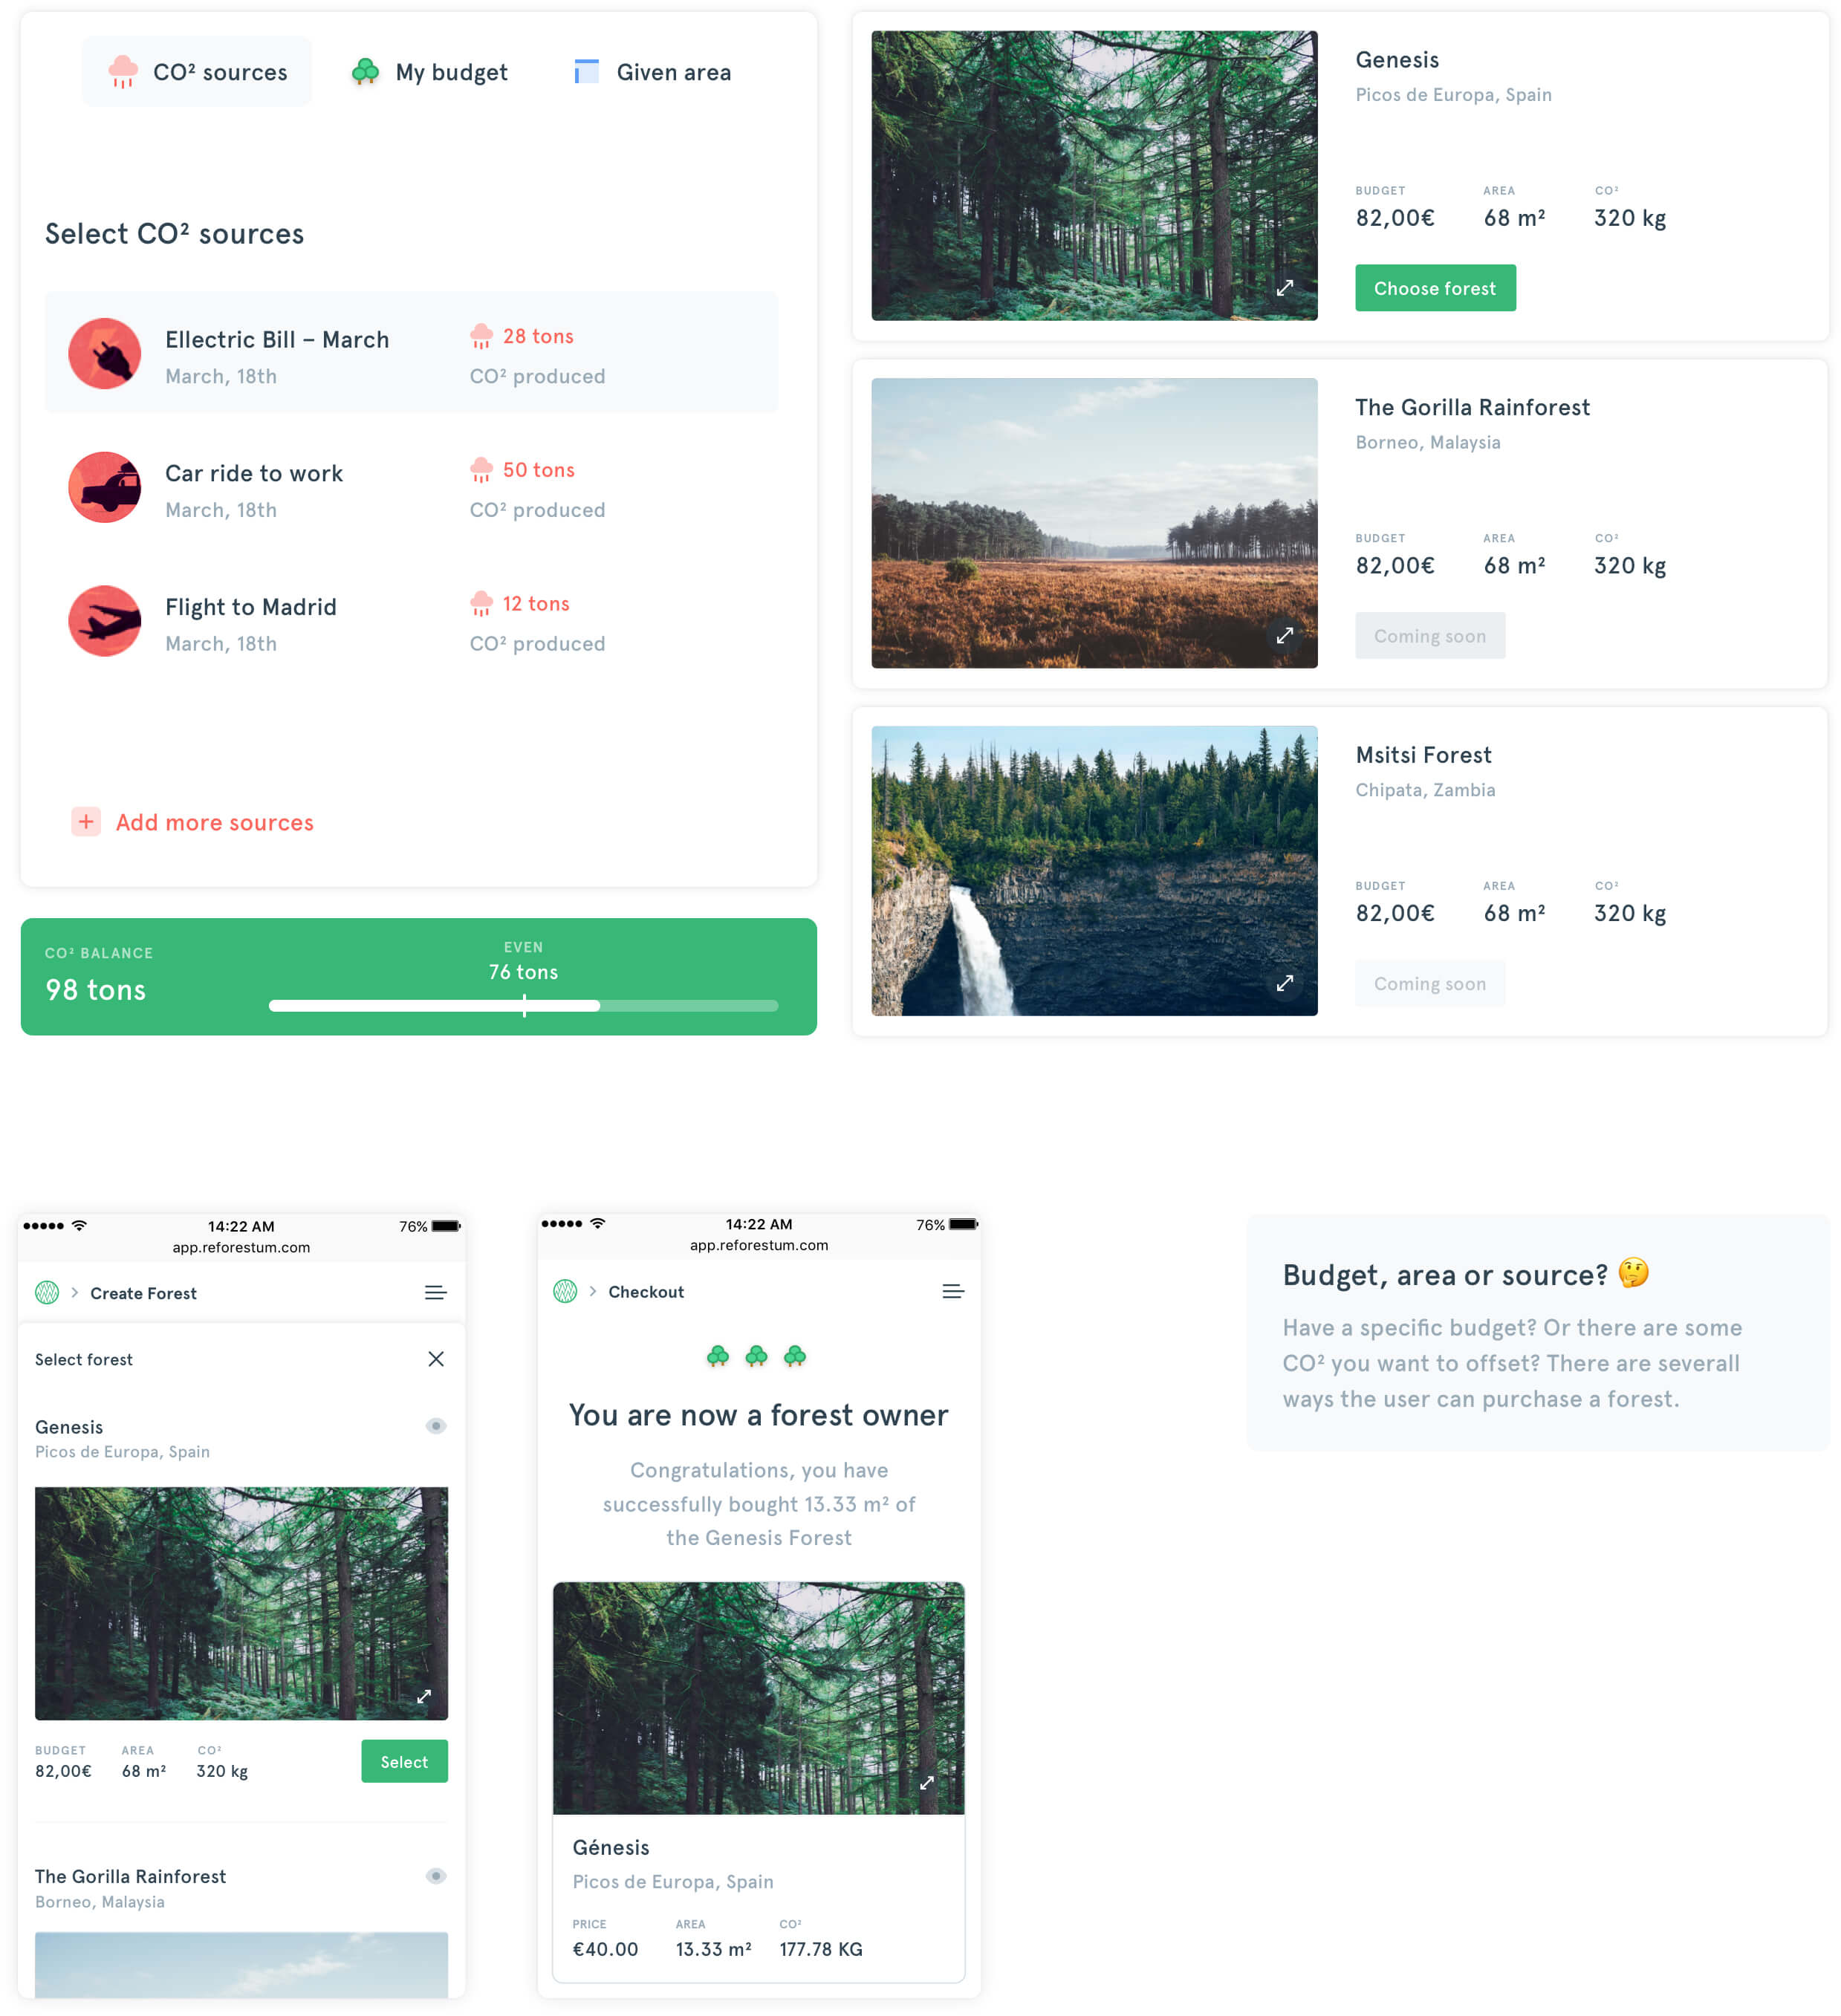 CO² sources
My budget
Given area
Select CO² sources
Ellectric Bill – March
28 tons
March, 18th
CO² produced
Car ride to work
50 tons
March, 18th
CO² produced
Flight to Madrid
12 tons
March, 18th
CO² produced
Add more sources
CO² BALANCE
98 tons
EVEN
76 tons
Genesis
Picos de Europa, Spain
BUDGET AREA CO²
82,00€ 68 m² 320 kg
Choose forest
The Gorilla Rainforest
Borneo, Malaysia
BUDGET AREA CO²
82,00€ 68 m² 320 kg
Coming soon
Msitsi Forest
Chipata, Zambia
BUDGET AREA CO²
82,00€ 68 m² 320 kg
Coming soon
14:22 AM 76%
app.reforestum.com
Create Forest
Select forest
Genesis
Picos de Europa, Spain
BUDGET AREA CO²
82,00€ 68 m² 320 kg
Select
The Gorilla Rainforest
Borneo, Malaysia
14:22 AM 76%
app.reforestum.com
Checkout
You are now a forest owner
Congratulations, you have
successfully bought 13.33 m² of
the Genesis Forest
Génesis
Picos de Europa, Spain
PRICE AREA CO²
€40.00 13.33 m² 177.78 KG
Budget, area or source? 🤔
Have a specific budget? Or there are some
CO² you want to offset? There are severall
ways the user can purchase a forest.